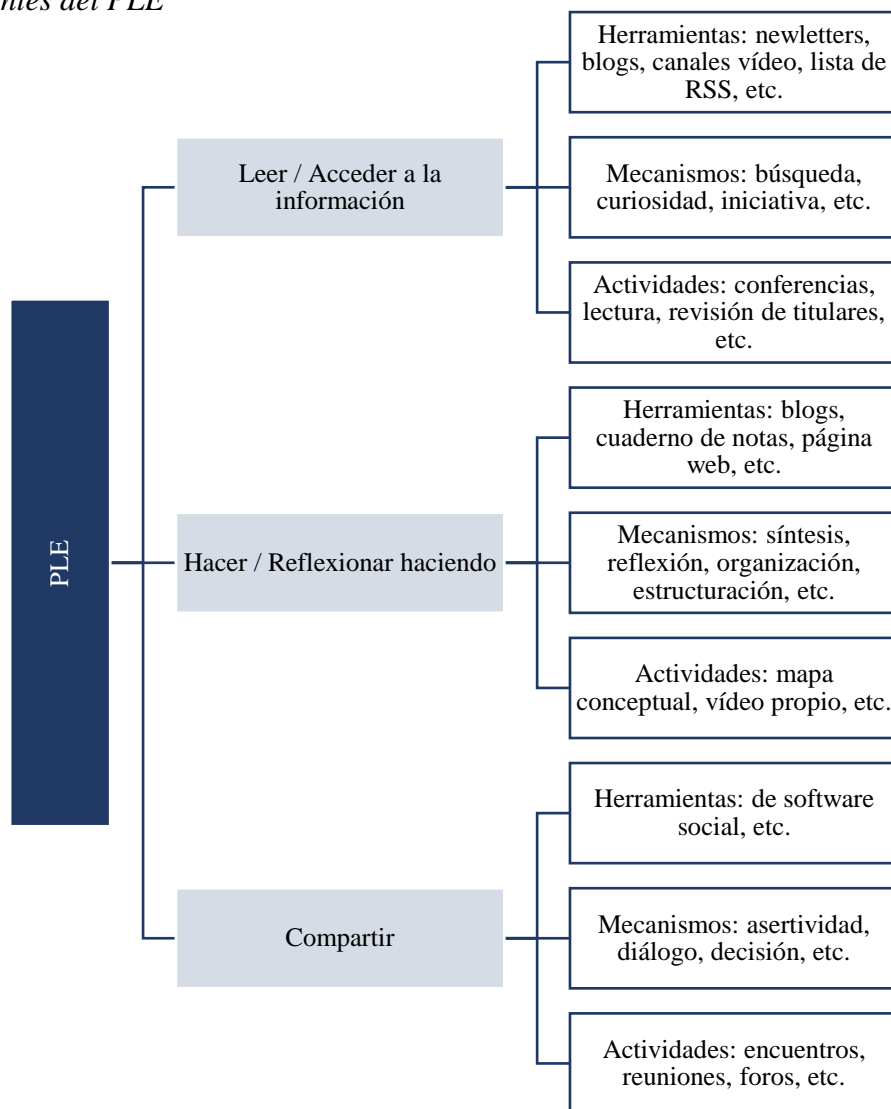 del PLE
PLE
Leer / Acceder a la
información
Herramientas: newletters,
blogs, canales vídeo, lista de
RSS, etc.
Mecanismos: búsqueda,
curiosidad, iniciativa, etc.
Actividades: conferencias,
lectura, revisión de titulares,
etc.
Hacer / Reflexionar haciendo
Herramientas: blogs,
cuaderno de notas, página
web, etc.
Mecanismos: síntesis,
reflexión, organización,
estructuración, etc.
Actividades: mapa
conceptual, vídeo propio, etc.
Compartir
Herramientas: de software
social, etc.
Mecanismos: asertividad,
diálogo, decisión, etc.
Actividades: encuentros,
reuniones, foros, etc.